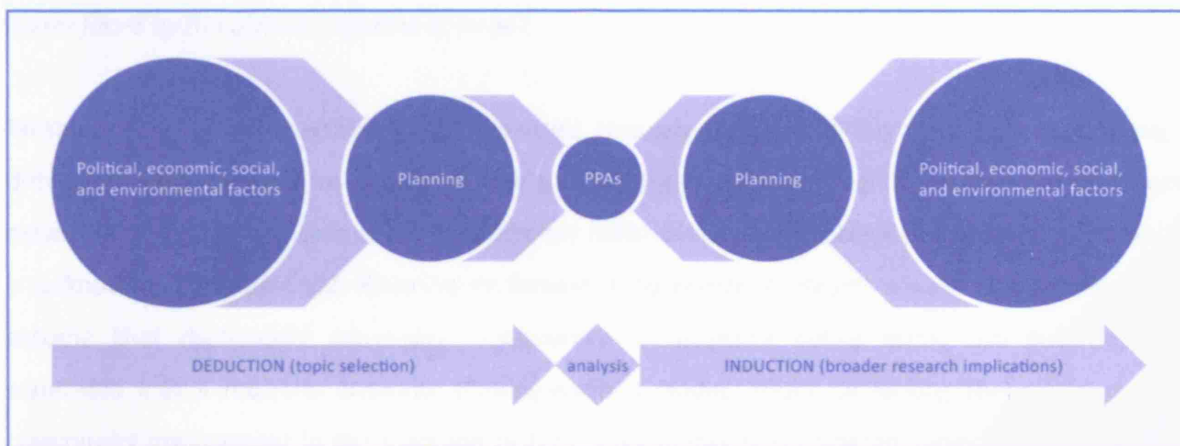 Political, economic, social,
and environmental factors
Planning
PPAs
Planning
Political, economic, social,
and environmental factors
DEDUCTION (topic selection)
analysis
INDUCTION (broader research implications)